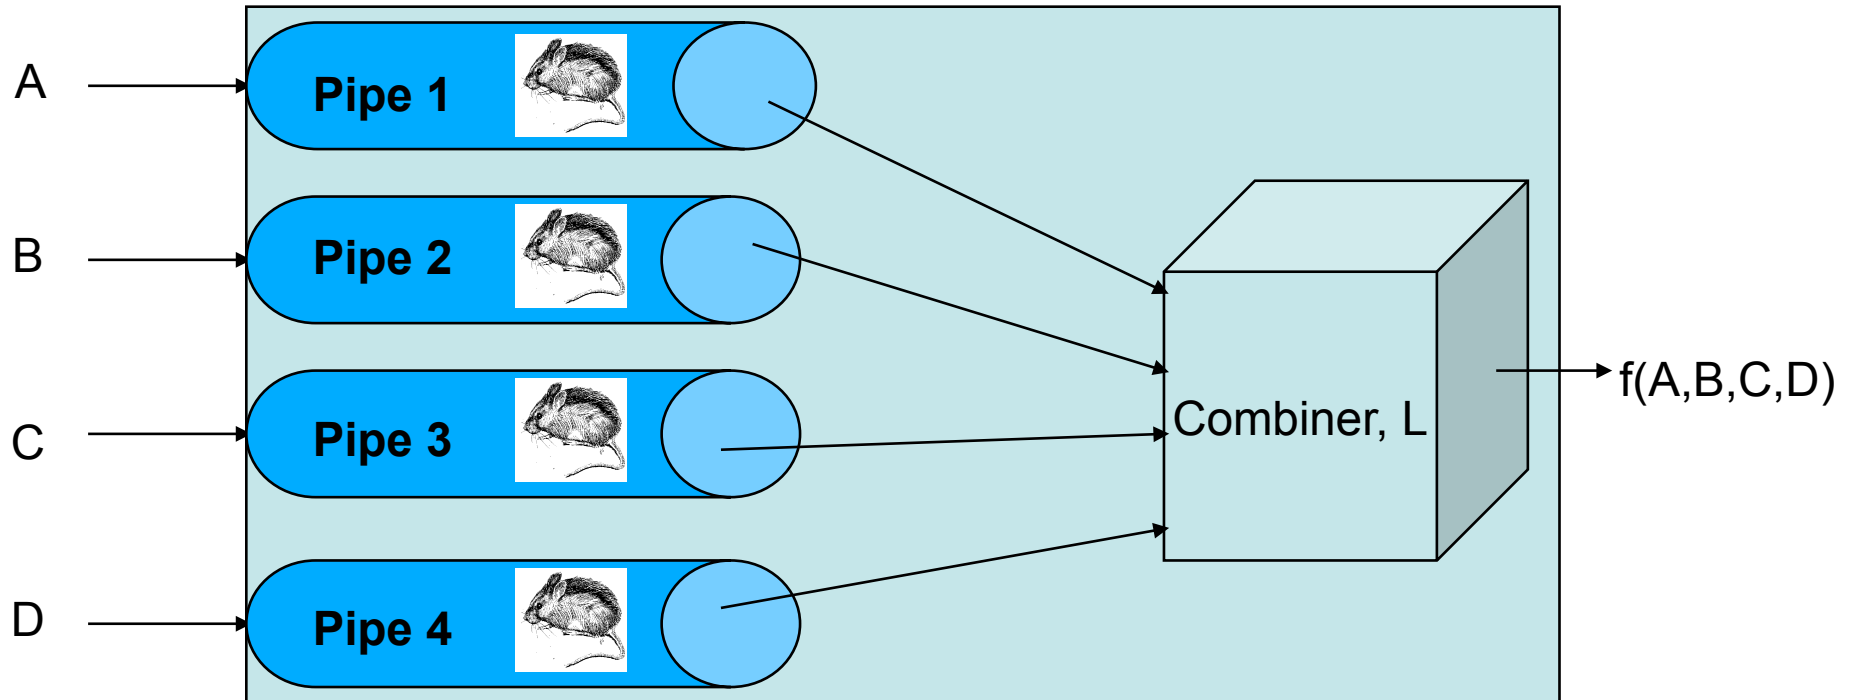 A
Pipe 1
B
Pipe 2
f(A,B,C,D)
Combiner, L
C
Pipe 3
D
Pipe 4